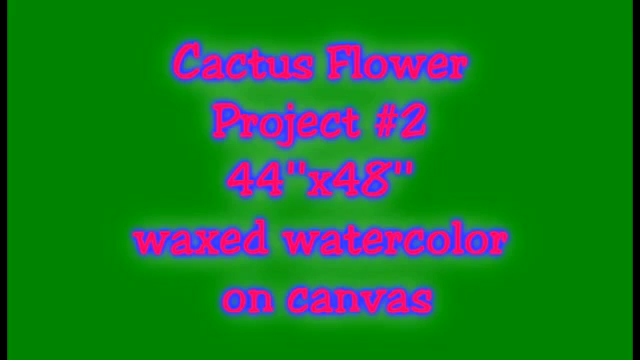 Cactus Flower
Project #2
44"x48"
waxed watercolor
on canvas